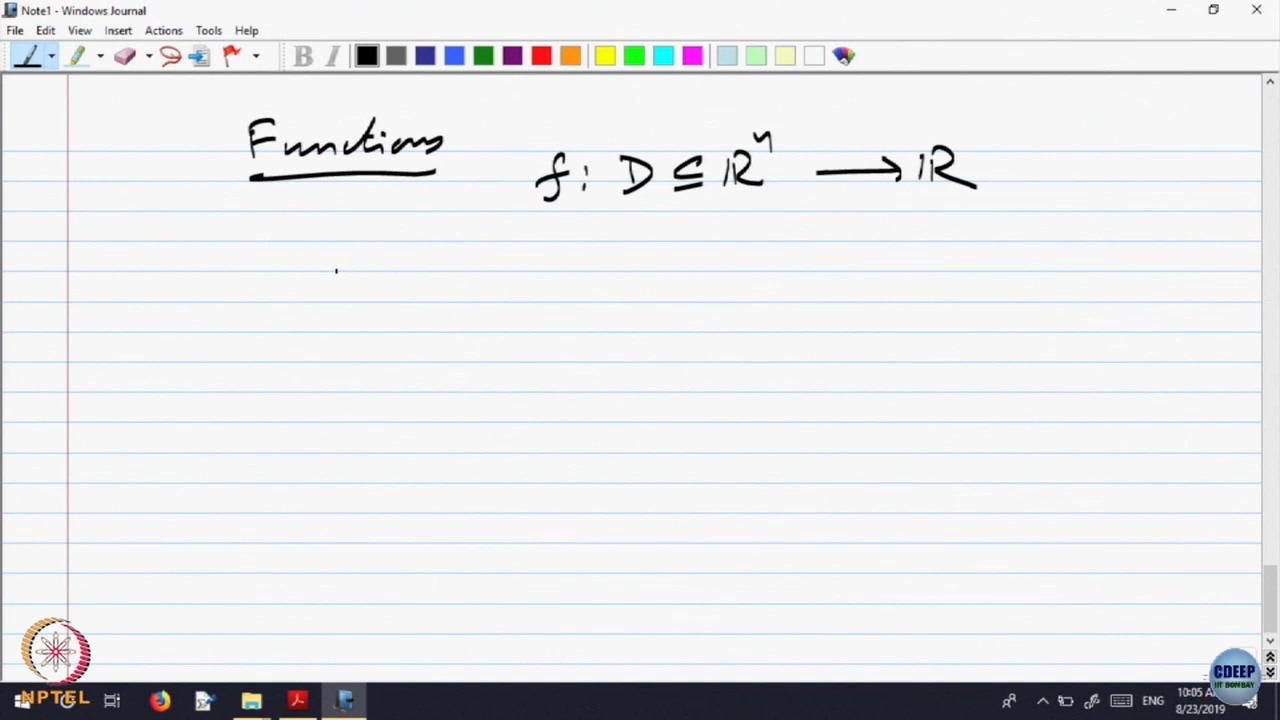 Note1 - Windows Journal
File Edit View Insert Actions Tools Help
B I
Functions f : D ⊆ ℝⁿ ⟶ ℝ
NPTEL
CDEEP
IIT BOMBAY
ENG
10:05 A
8/23/2019